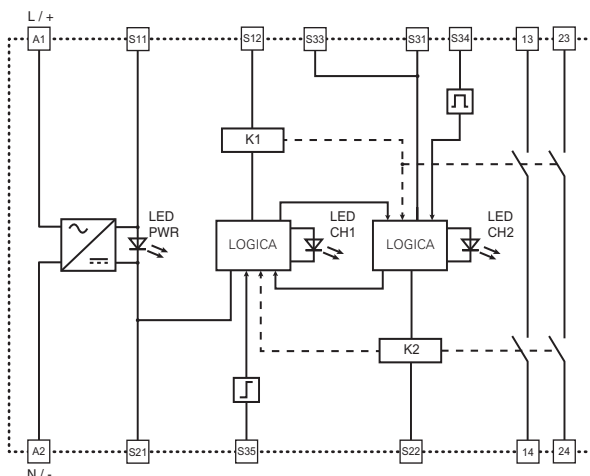 L / +
A1
S11
S12
S33
S31
S34
13
23
K1
LED
PWR
LOGICA
LED
CH1
LOGICA
LED
CH2
K2
A2
S21
S35
S22
14
24
N / -